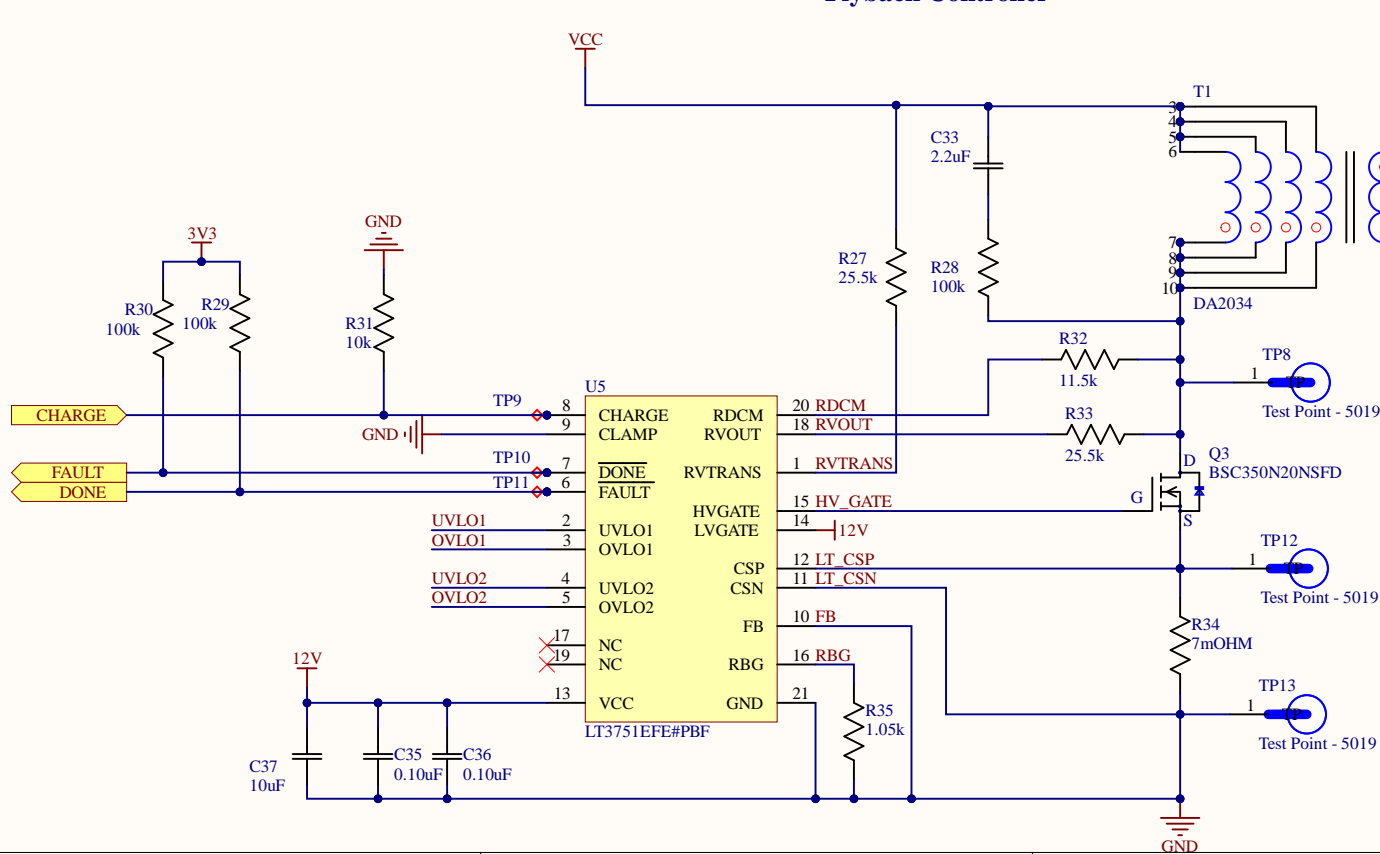 Flyback Controller
VCC
T1
3
4
5
6
C33
2.2uF
GND
3V3
7
8
9
10
R27
25.5k
R28
100k
DA2034
R30
100k
R29
100k
R31
10k
R32
11.5k
TP8
1
TP
Test Point - 5019
U5
CHARGE
TP9
8
CHARGE
RDCM
20
RDCM
GND
9
CLAMP
RVOUT
18
RVOUT
R33
25.5k
FAULT
TP10
7
DONE
RVTRANS
1
RVTRANS
D
Q3
BSC350N20NSFD
DONE
TP11
6
FAULT
G
S
HVGATE
15
HV_GATE
UVLO1
2
UVLO1
LVGATE
14
12V
OVLO1
3
OVLO1
CSP
12
LT_CSP
TP12
1
TP
Test Point - 5019
UVLO2
4
UVLO2
CSN
11
LT_CSN
OVLO2
5
OVLO2
FB
10
FB
R34
7mOHM
17
NC
19
NC
RBG
16
RBG
12V
13
VCC
GND
21
R35
1.05k
TP13
1
TP
Test Point - 5019
LT3751EFE#PBF
C37
10uF
C35
0.10uF
C36
0.10uF
GND